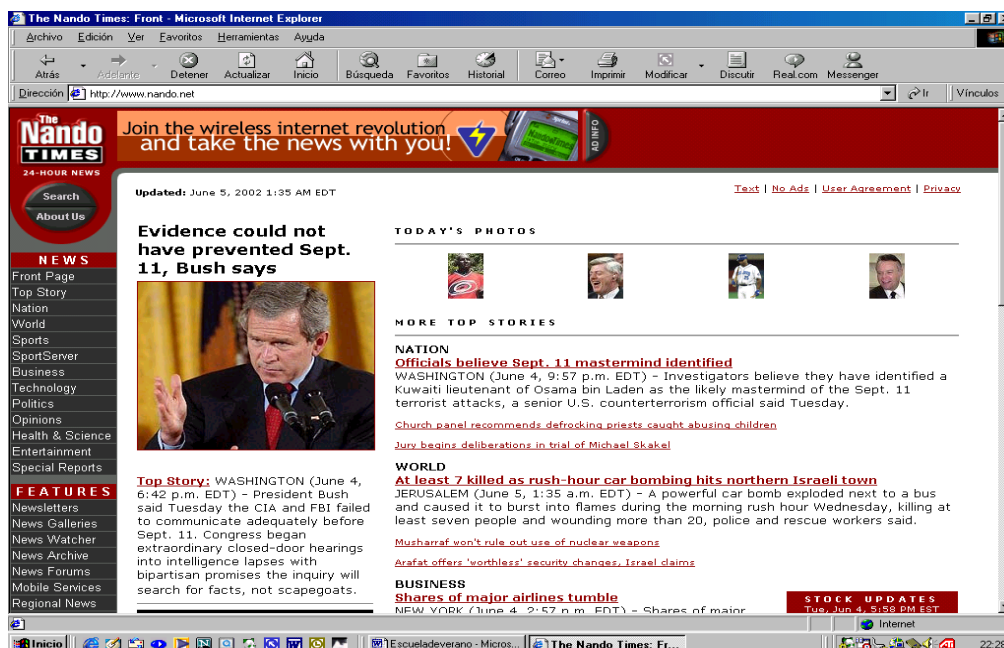 The Nando Times: Front - Microsoft Internet Explorer
Archivo Edición Ver Favoritos Herramientas Ayuda
Atrás Adelante Detener Actualizar Inicio Búsqueda Favoritos Historial Correo Imprimir Modificar Discutir Real.com Messenger
Dirección http://www.nando.net Ir Vínculos
The
Nando
TIMES
24-HOUR NEWS
Search
About Us
Join the wireless internet revolution
and take the news with you!
AD INFO
Updated: June 5, 2002 1:35 AM EDT
Text | No Ads | User Agreement | Privacy
NEWS
Front Page
Top Story
Nation
World
Sports
SportServer
Business
Technology
Politics
Opinions
Health & Science
Entertainment
Special Reports
FEATURES
Newsletters
News Galleries
News Watcher
News Archive
News Forums
Mobile Services
Regional News
Evidence could not
have prevented Sept.
11, Bush says
Top Story: WASHINGTON (June 4,
6:42 p.m. EDT) - President Bush
said Tuesday the CIA and FBI failed
to communicate adequately before
Sept. 11. Congress began
extraordinary closed-door hearings
into intelligence lapses with
bipartisan promises the inquiry will
search for facts, not scapegoats.
TODAY'S PHOTOS
MORE TOP STORIES
NATION
Officials believe Sept. 11 mastermind identified
WASHINGTON (June 4, 9:57 p.m. EDT) - Investigators believe they have identified a
Kuwaiti lieutenant of Osama bin Laden as the likely mastermind of the Sept. 11
terrorist attacks, a senior U.S. counterterrorism official said Tuesday.
Church panel recommends defrocking priests caught abusing children
Jury begins deliberations in trial of Michael Skakel
WORLD
At least 7 killed as rush-hour car bombing hits northern Israeli town
JERUSALEM (June 5, 1:35 a.m. EDT) - A powerful car bomb exploded next to a bus
and caused it to burst into flames during the morning rush hour Wednesday, killing at
least seven people and wounding more than 20, police and rescue workers said.
Musharraf won't rule out use of nuclear weapons
Arafat offers 'worthless' security changes, Israel claims
BUSINESS
Shares of major airlines tumble
NEW YORK (June 4, 2:57 p.m. EDT) - Shares of major
STOCK UPDATES
Tue, Jun 4, 5:58 PM EST
Internet
Inicio Escueladeverano - Micros... The Nando Times: Fr... 22:28